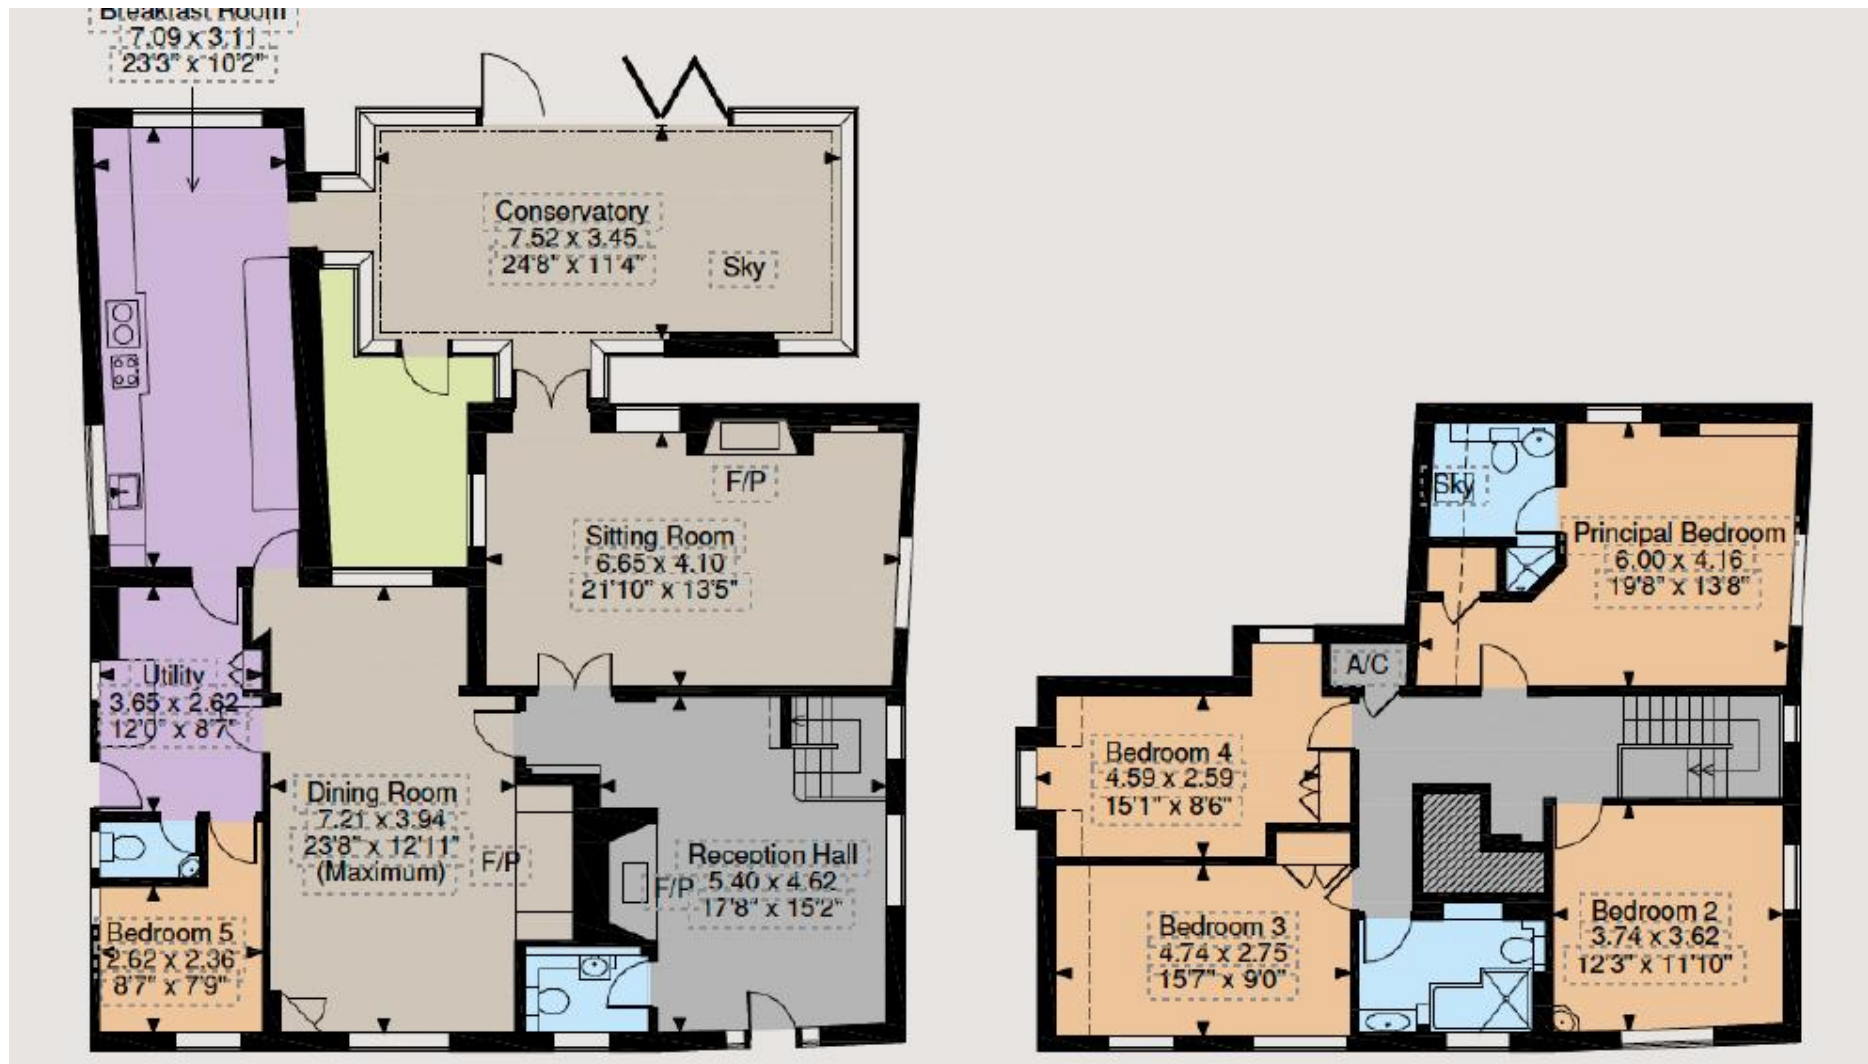 Breakfast Room
7.09 x 3.11
23'3" x 10'2"
Conservatory
7.52 x 3.45
24'8" x 11'4"
Sky
F/P
Sitting Room
6.65 x 4.10
21'10" x 13'5"
Utility
3.65 x 2.62
12'0" x 8'7"
Dining Room
7.21 x 3.94
23'8" x 12'11"
(Maximum)
F/P
F/P
Reception Hall
5.40 x 4.62
17'8" x 15'2"
Bedroom 5
2.62 x 2.36
8'7" x 7'9"
Sky
Principal Bedroom
6.00 x 4.16
19'8" x 13'8"
A/C
Bedroom 4
4.59 x 2.59
15'1" x 8'6"
Bedroom 3
4.74 x 2.75
15'7" x 9'0"
Bedroom 2
3.74 x 3.62
12'3" x 11'10"